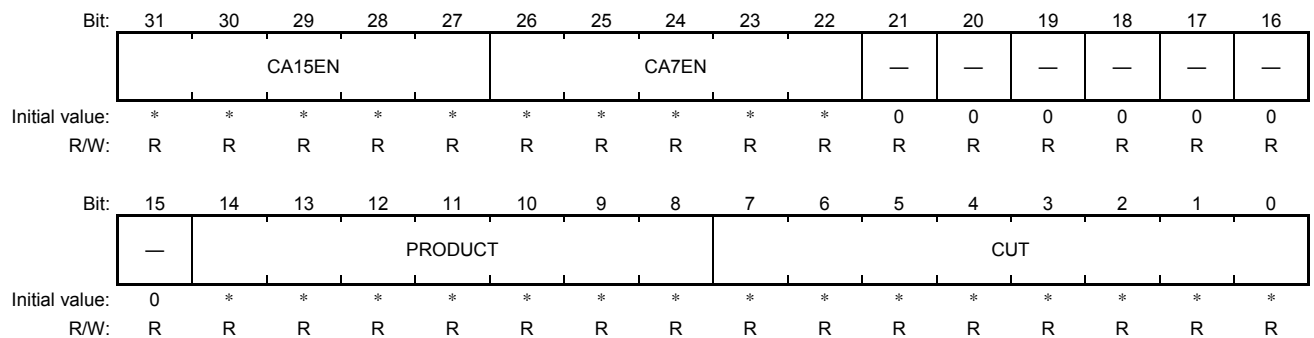 Bit: 31 30 29 28 27 26 25 24 23 22 21 20 19 18 17 16
CA15EN CA7EN — — — — — —
Initial value: * * * * * * * * * * 0 0 0 0 0 0
R/W: R R R R R R R R R R R R R R R R
Bit: 15 14 13 12 11 10 9 8 7 6 5 4 3 2 1 0
— PRODUCT CUT
Initial value: 0 * * * * * * * * * * * * * * *
R/W: R R R R R R R R R R R R R R R R